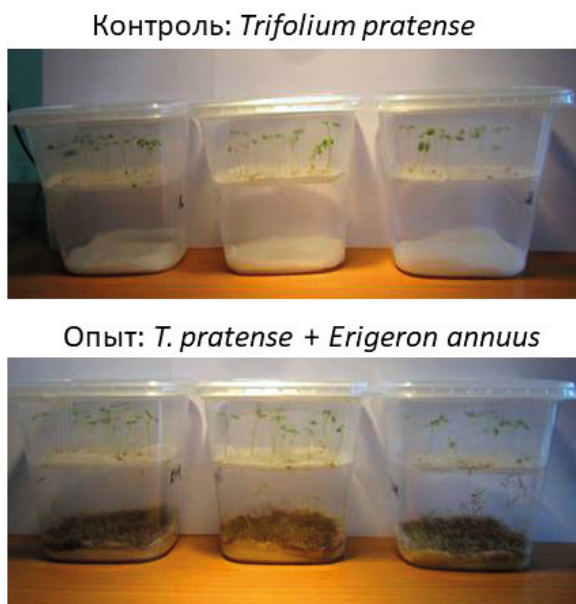 Контроль: Trifolium pratense
Опыт: T. pratense + Erigeron annuus